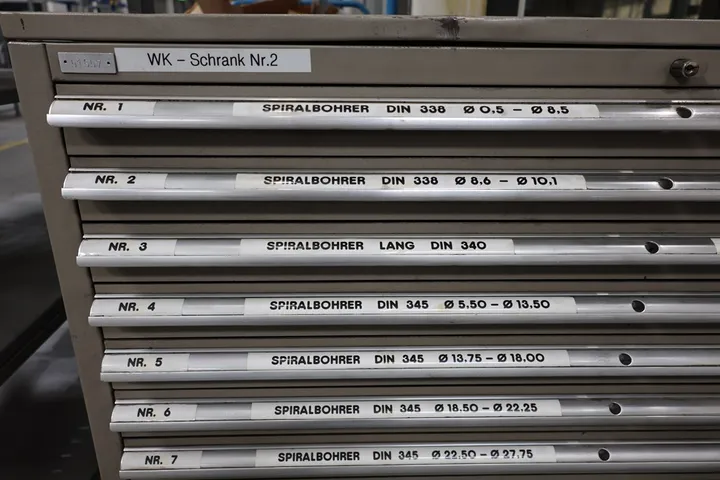 WK - Schrank Nr.2
NR. 1 SPIRALBOHRER DIN 338 Ø 0.5 - Ø 8.5
NR. 2 SPIRALBOHRER DIN 338 Ø 8.6 - Ø 10.1
NR. 3 SPIRALBOHRER LANG DIN 340
NR. 4 SPIRALBOHRER DIN 345 Ø 5.50 - Ø 13.50
NR. 5 SPIRALBOHRER DIN 345 Ø 13.75 - Ø 18.00
NR. 6 SPIRALBOHRER DIN 345 Ø 18.50 - Ø 22.25
NR. 7 SPIRALBOHRER DIN 345 Ø 22.50 - Ø 27.75